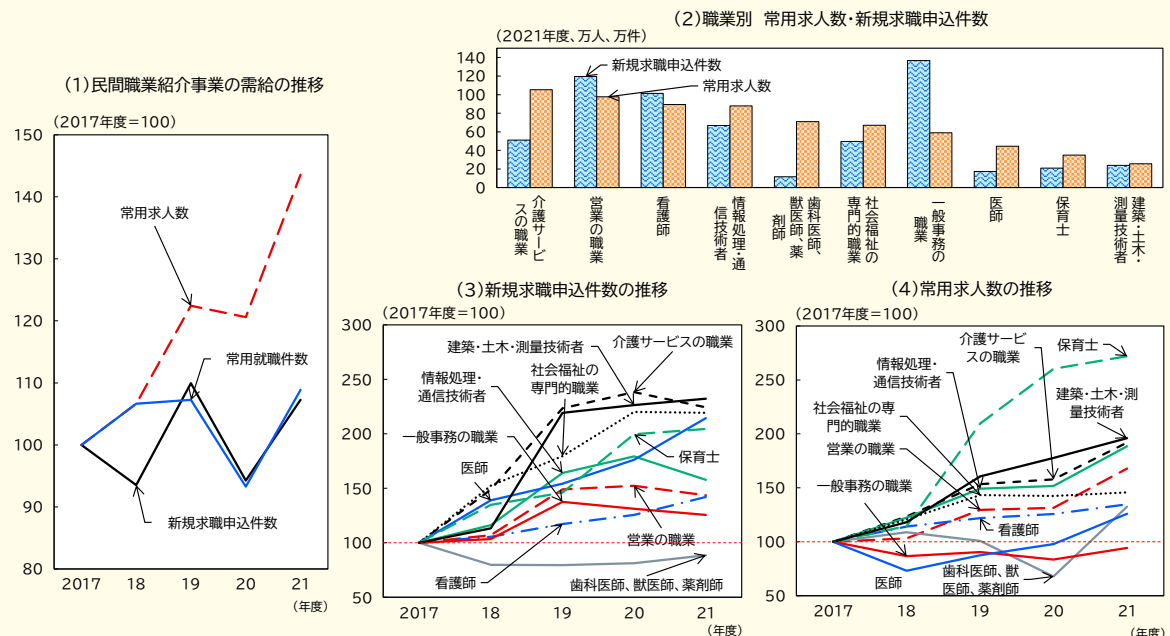 (1)民間職業紹介事業の需給の推移
(2017年度=100)
150
140
130
120
110
100
90
80
常用求人数
常用就職件数
新規求職申込件数
2017
18
19
20
21
(年度)
(2)職業別 常用求人数・新規求職申込件数
(2021年度、万人、万件)
140
120
100
80
60
40
20
0
新規求職申込件数
常用求人数
介護サービ
スの職業
営業の職業
看護師
情報処理・通
信技術者
歯科医師、
獣医師、薬
剤師
社会福祉の
専門的職業
一般事務の
職業
医師
保育士
建築・土木・
測量技術者
(3)新規求職申込件数の推移
(2017年度=100)
300
250
200
150
100
50
建築・土木・測量技術者
介護サービスの職業
情報処理・
通信技術者
社会福祉の
専門的職業
一般事務の職業
医師
保育士
営業の職業
看護師
歯科医師、獣医師、薬剤師
2017
18
19
20
21
(年度)
(4)常用求人数の推移
(2017年度=100)
300
250
200
150
100
50
介護サービ
スの職業
保育士
情報処理・
通信技術者
建築・土木・測
量技術者
社会福祉の専
門的職業
営業の職業
一般事務の職業
看護師
医師
歯科医師、獣
医師、薬剤師
2017
18
19
20
21
(年度)